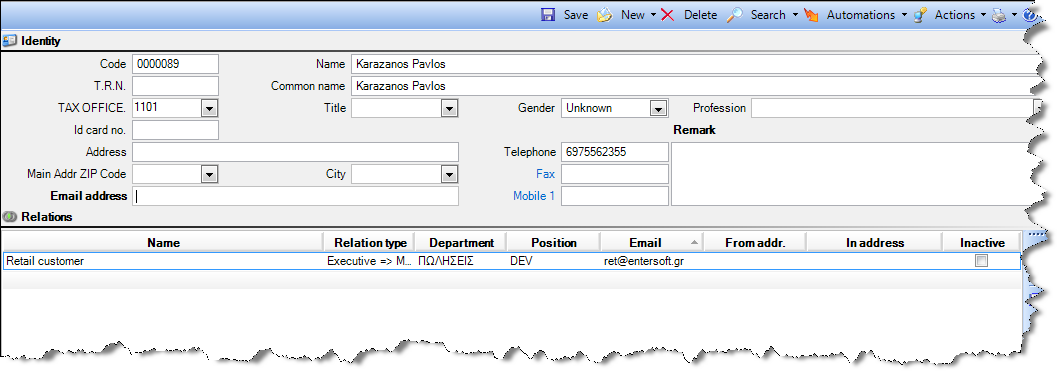 Save New Delete Search Automations Actions
Identity
Code 0000089 Name Karazanos Pavlos
T.R.N. Common name Karazanos Pavlos
TAX OFFICE. 1101 Title Gender Unknown Profession
Id card no. Remark
Address Telephone 6975562355
Main Addr ZIP Code City Fax
Email address Mobile 1
Relations
Name Relation type Department Position Email From addr. In address Inactive
Retail customer Executive => M... ΠΩΛΗΣΕΙΣ DEV ret@entersoft.gr